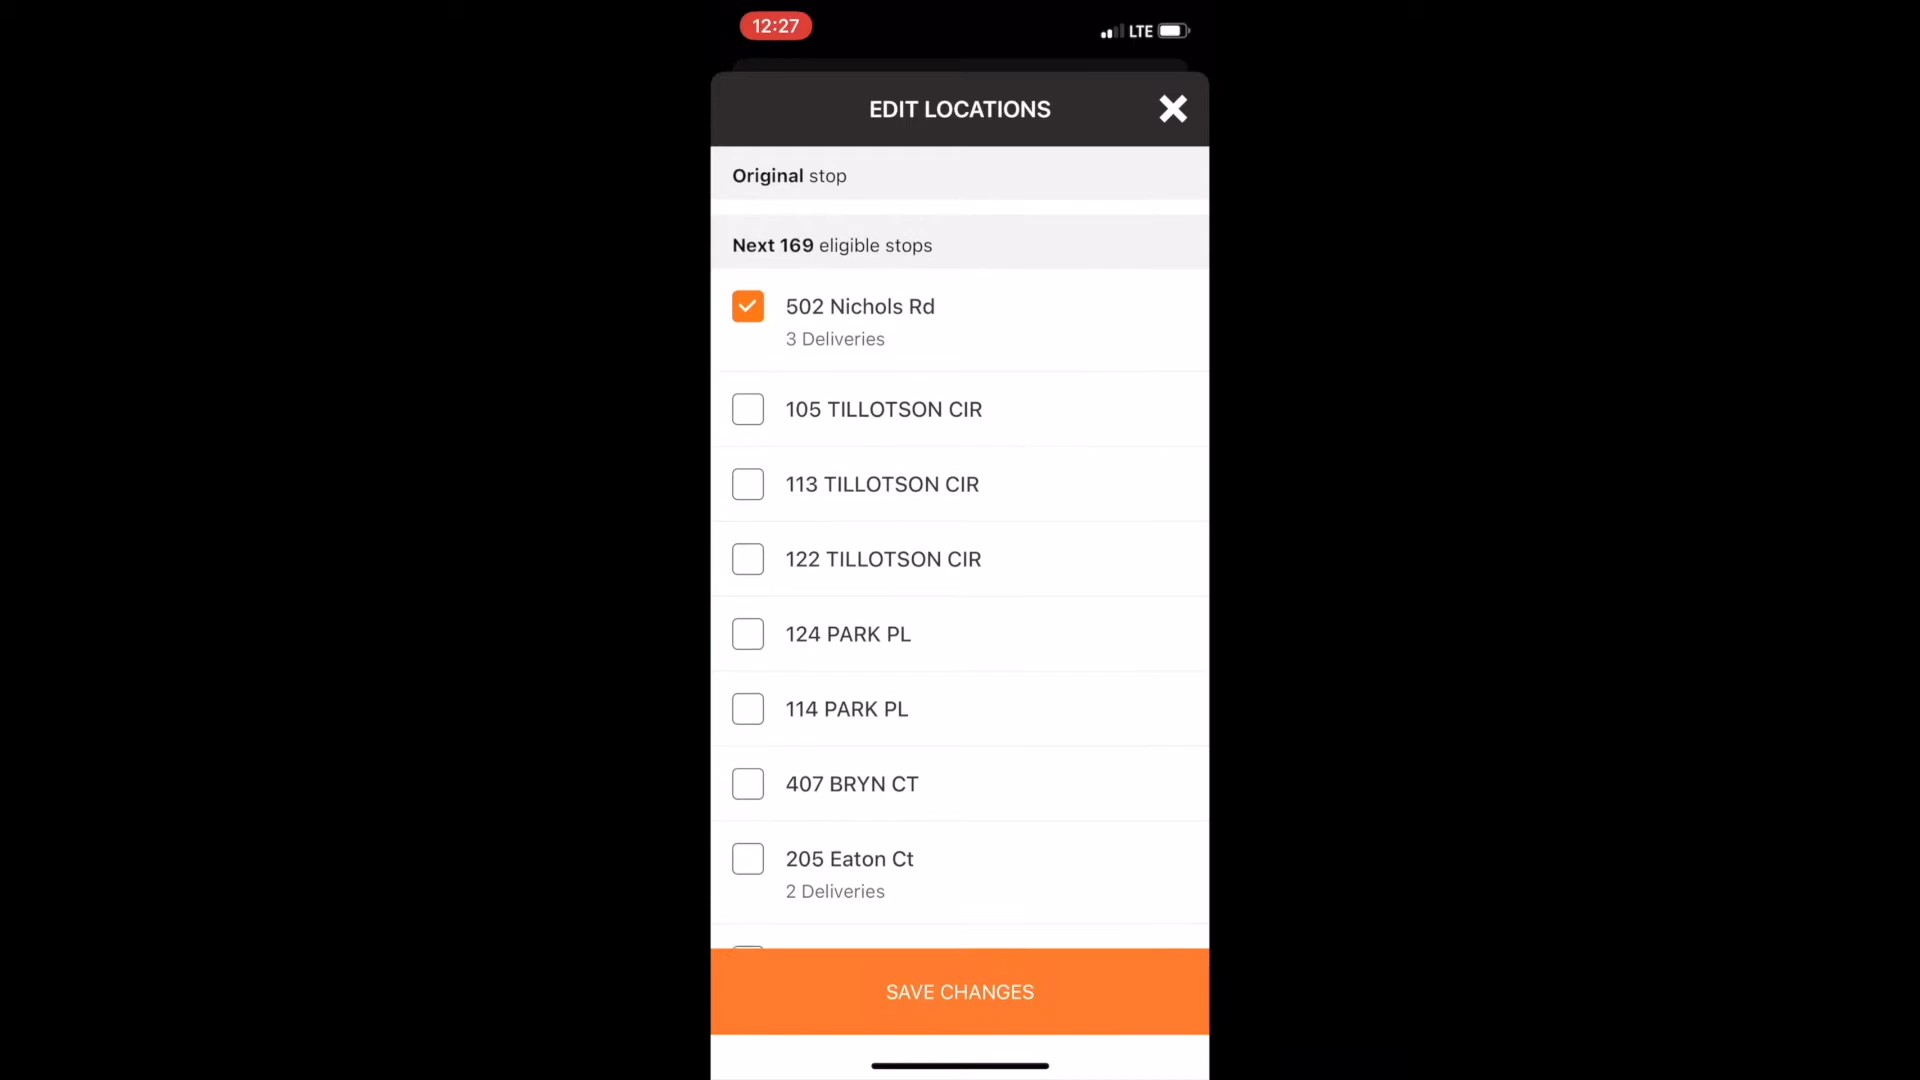 12:27
LTE
EDIT LOCATIONS
Original stop
Next 169 eligible stops
502 Nichols Rd
3 Deliveries
105 TILLOTSON CIR
113 TILLOTSON CIR
122 TILLOTSON CIR
124 PARK PL
114 PARK PL
407 BRYN CT
205 Eaton Ct
2 Deliveries
SAVE CHANGES